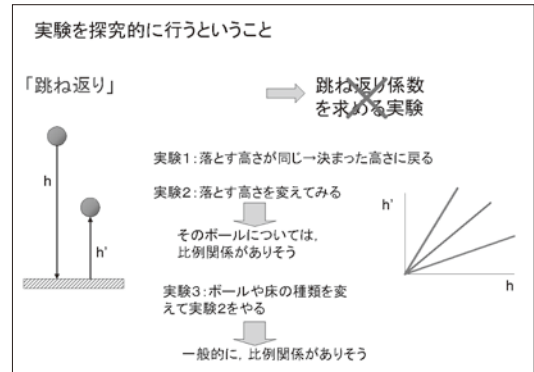 実験を探究的に行うということ
「跳ね返り」
跳ね返り係数
を求める実験
h
h'
実験1:落とす高さが同じ→決まった高さに戻る
実験2:落とす高さを変えてみる
そのボールについては,
比例関係がありそう
実験3:ボールや床の種類を変
えて実験2をやる
一般的に,比例関係がありそう
h'
h